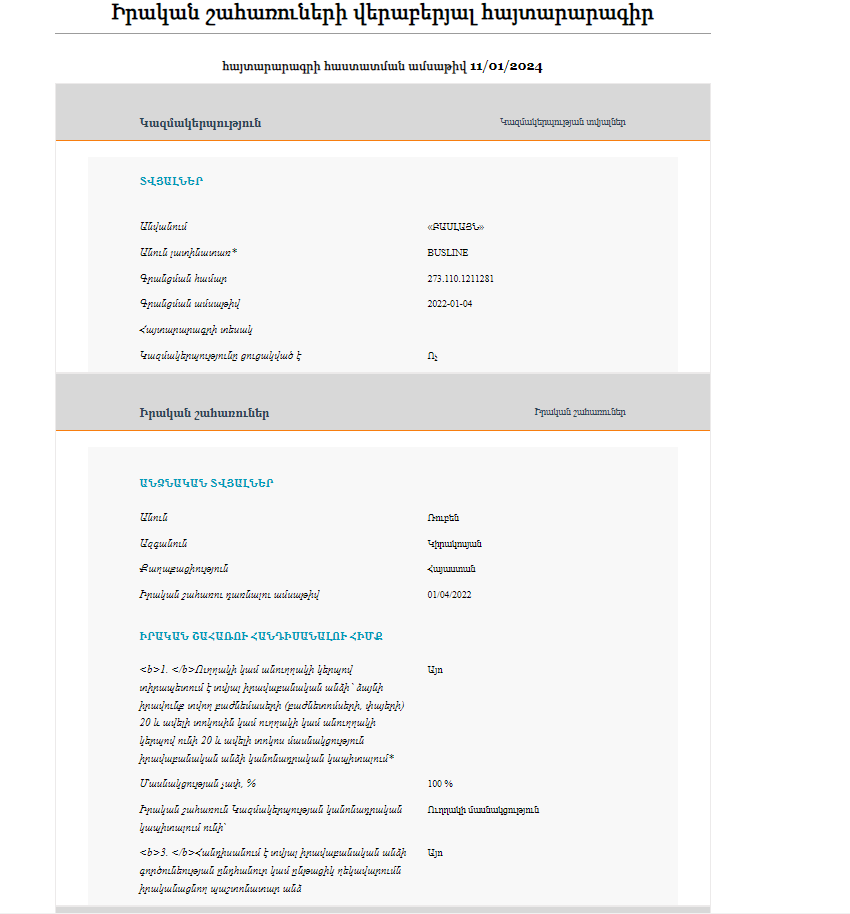 Իրական շահառուների վերաբերյալ հայտարարագիր
հայտարարագրի հաստատման ամսաթիվ 11/01/2024
Կազմակերպություն Կազմակերպության տվյալներ
ՏՎՅԱԼՆԵՐ
Անվանում «ԲԱՍԼԱՅՆ»
Անուն լատինատառ* BUSLINE
Գրանցման համար 273.110.1211281
Գրանցման ամսաթիվ 2022-01-04
Հայտարարագրի տեսակ
Կազմակերպությունը ցուցակված է Ոչ
Իրական շահառուներ Իրական շահառուներ
ԱՆՁՆԱԿԱՆ ՏՎՅԱԼՆԵՐ
Անուն Ռուբեն
Ազգանուն Կիրակոսյան
Քաղաքացիություն Հայաստան
Իրական շահառու դառնալու ամսաթիվ 01/04/2022
ԻՐԱԿԱՆ ՇԱՀԱՌՈՒ ՀԱՆԴԻՍԱՆԱԼՈՒ ՀԻՄՔ
<b>1. </b>Ուղղակի կամ անուղղակի կերպով Այո
տիրապետում է տվյալ իրավաբանական անձի՝ ձայնի
իրավունք տվող բաժնեմասերի (բաժնետոմսերի, փայերի)
20 և ավելի տոկոսին կամ ուղղակի կամ անուղղակի
կերպով ունի 20 և ավելի տոկոս մասնակցություն
իրավաբանական անձի կանոնադրական կապիտալում*
Մասնակցության չափ, % 100 %
Իրական շահառուն Կազմակերպության կանոնադրական Ուղղակի մասնակցություն
կապիտալում ունի՝
<b>3. </b>Հանդիսանում է տվյալ իրավաբանական անձի Այո
գործունեության ընդհանուր կամ ընթացիկ ղեկավարումն
իրականացնող պաշտոնատար անձ